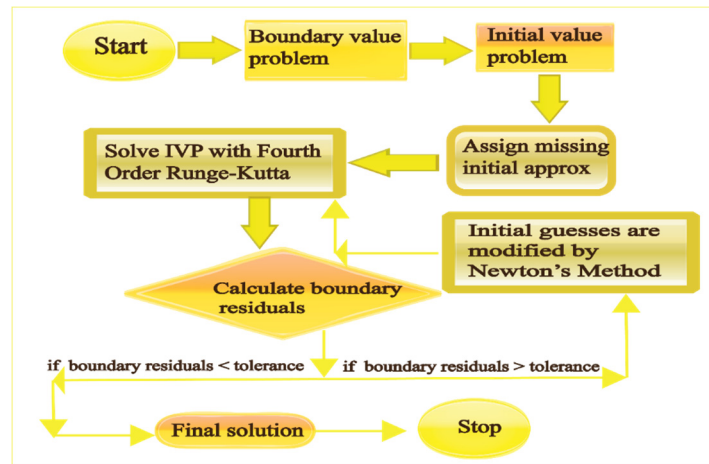 Start
Boundary value
problem
Initial value
problem
Solve IVP with Fourth
Order Runge-Kutta
Assign missing
initial approx
Initial guesses are
modified by
Newton's Method
Calculate boundary
residuals
if boundary residuals < tolerance
if boundary residuals > tolerance
Final solution
Stop